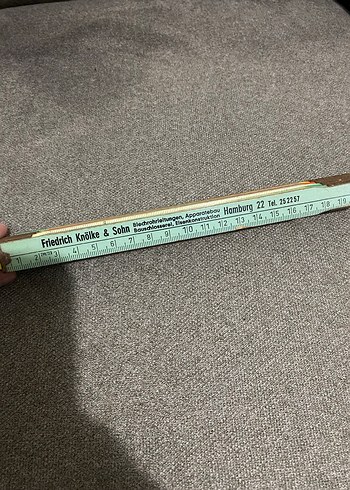 Friedrich Knölke & Sohn
Blechrohrleitungen, Apparatebau
Bauschlosserei, Eisenkonstruktion
Hamburg 22 Tel. 25 22 57
1 2 3 4 5 6 7 8 9 10 11 12 13 14 15 16 17 18 19